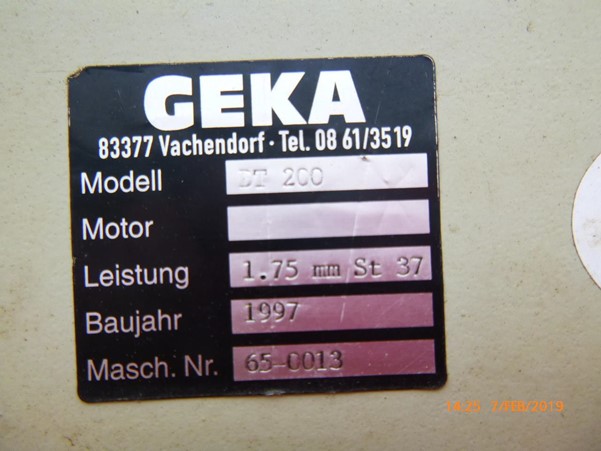 GEKA
83377 Vachendorf · Tel. 08 61/3519
Modell DT 200
Motor
Leistung 1.75 mm St 37
Baujahr 1997
Masch. Nr. 65-0013
14:25 7/FEB/2019